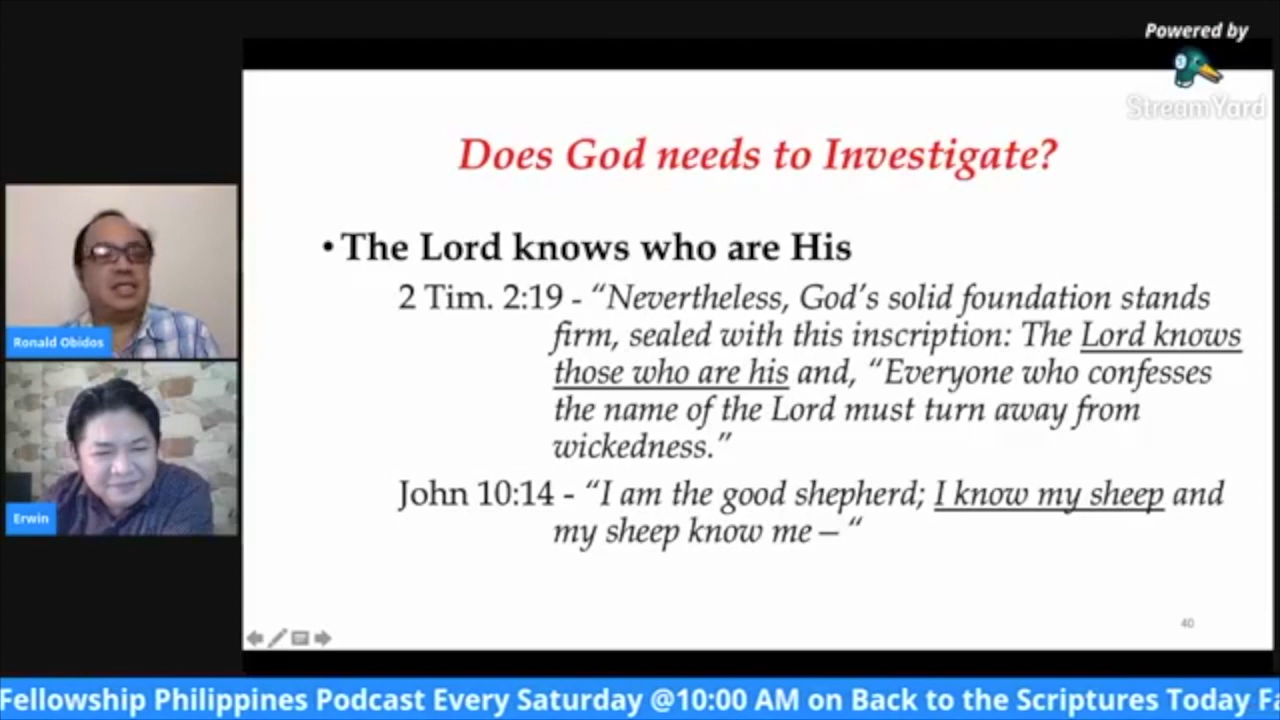 Powered by
StreamYard
Does God needs to Investigate?
• The Lord knows who are His
2 Tim. 2:19 - “Nevertheless, God’s solid foundation stands
firm, sealed with this inscription: The Lord knows
those who are his and, “Everyone who confesses
the name of the Lord must turn away from
wickedness.”
John 10:14 - “I am the good shepherd; I know my sheep and
my sheep know me – “
40
Ronald Obidos
Erwin
Fellowship Philippines Podcast Every Saturday @10:00 AM on Back to the Scriptures Today Fa